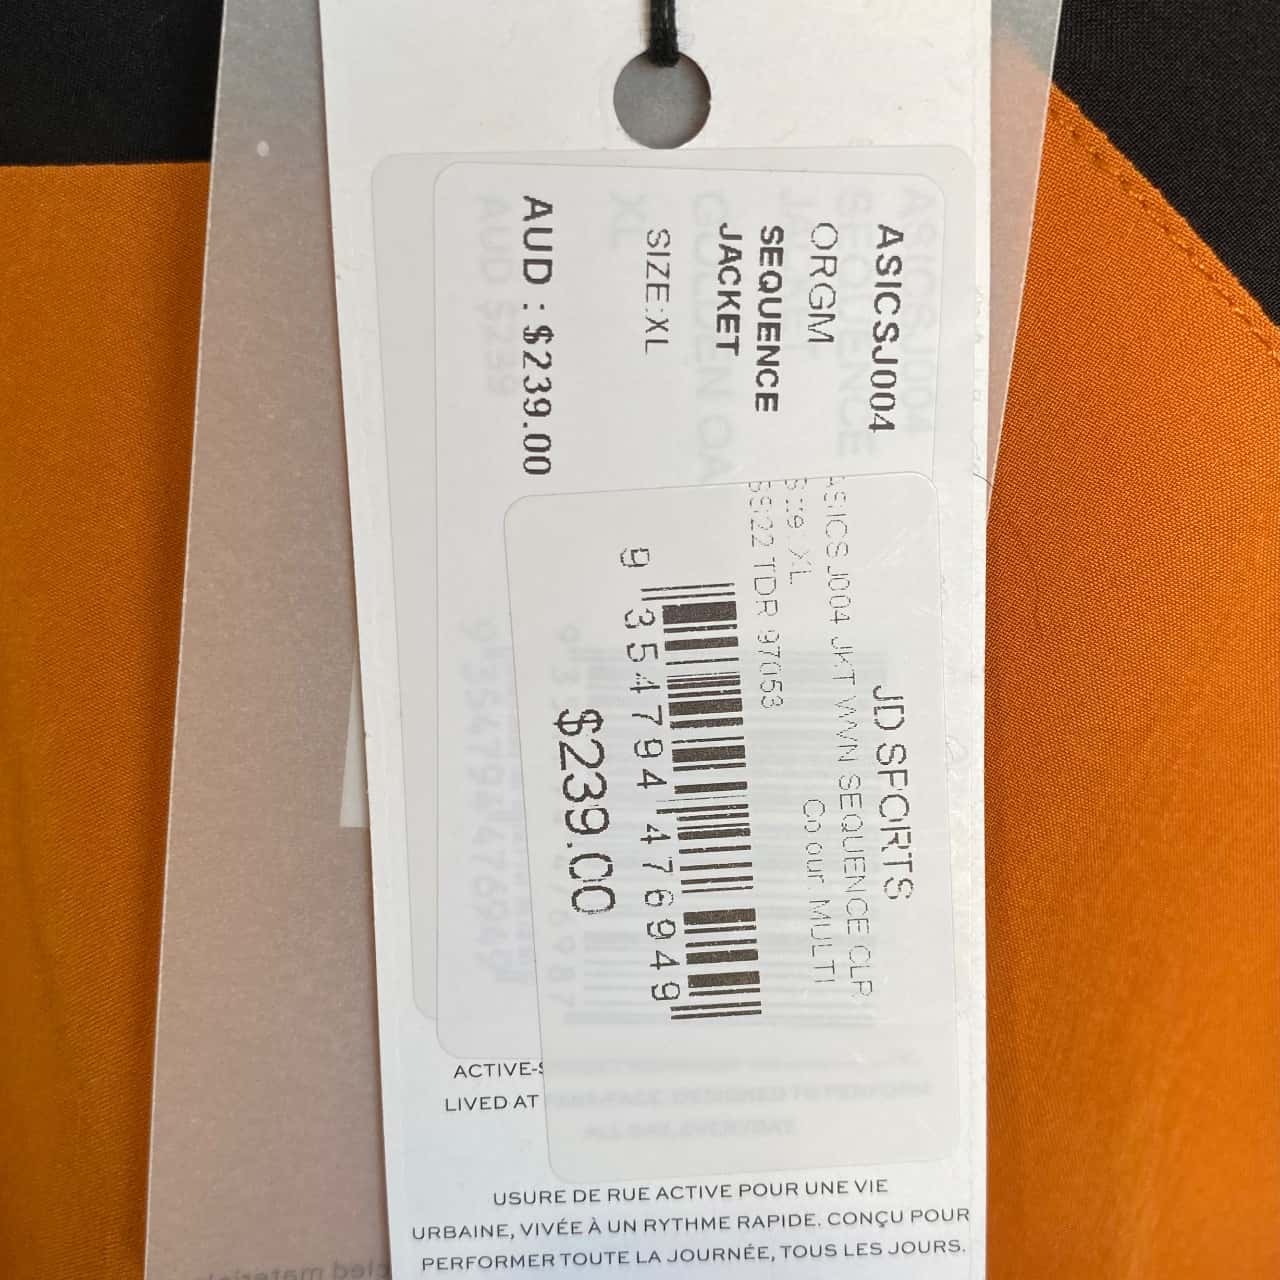 ASICSJ004
ORGM
SEQUENCE
JACKET
SIZE:XL
AUD : $239.00
JD SPORTS
ASICS J004 JKT WVN SEQUENCE CLR
Size: XL Colour: MULTI
SS22 TDR 97053
9 354794 476949
$239.00
ACTIVE-S
LIVED AT
USURE DE RUE ACTIVE POUR UNE VIE
URBAINE, VIVÉE À UN RYTHME RAPIDE. CONÇU POUR
PERFORMER TOUTE LA JOURNÉE, TOUS LES JOURS.